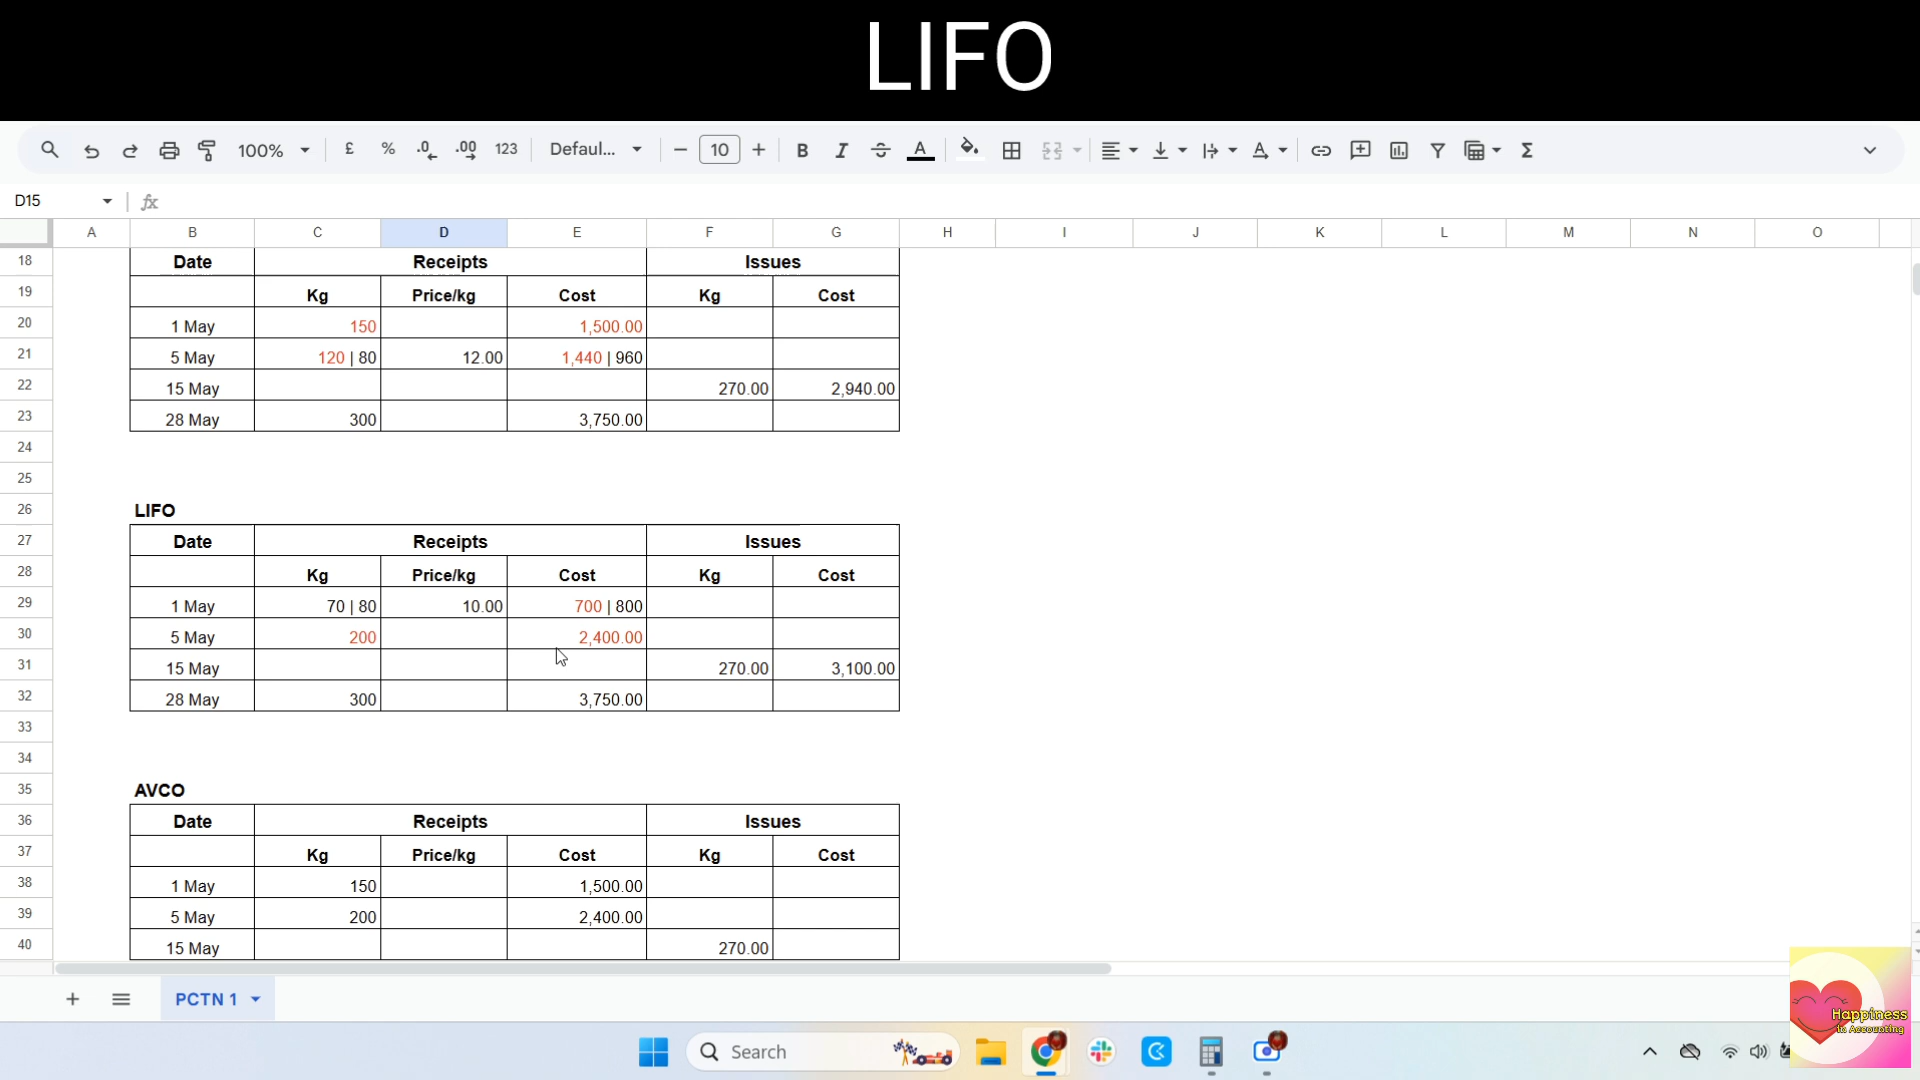 LIFO
100% £ % .0 .00 123 Defaul... 10 B I A
D15 fx
A B C D E F G H I J K L M N O
18 Date Receipts Issues
19 Kg Price/kg Cost Kg Cost
20 1 May 150 1,500.00
21 5 May 120 | 80 12.00 1,440 | 960
22 15 May 270.00 2,940.00
23 28 May 300 3,750.00
24
25
26 LIFO
27 Date Receipts Issues
28 Kg Price/kg Cost Kg Cost
29 1 May 70 | 80 10.00 700 | 800
30 5 May 200 2,400.00
31 15 May 270.00 3,100.00
32 28 May 300 3,750.00
33
34
35 AVCO
36 Date Receipts Issues
37 Kg Price/kg Cost Kg Cost
38 1 May 150 1,500.00
39 5 May 200 2,400.00
40 15 May 270.00
PCTN 1
Happiness
in Accounting
Search